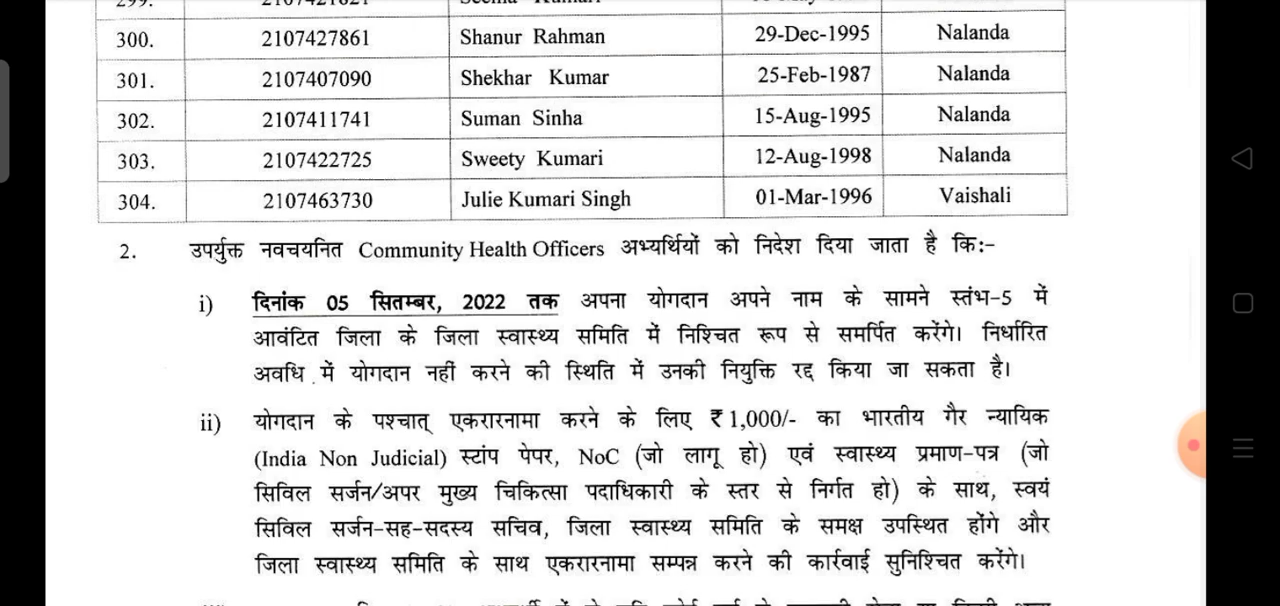 300. 2107427861 Shanur Rahman 29-Dec-1995 Nalanda
301. 2107407090 Shekhar Kumar 25-Feb-1987 Nalanda
302. 2107411741 Suman Sinha 15-Aug-1995 Nalanda
303. 2107422725 Sweety Kumari 12-Aug-1998 Nalanda
304. 2107463730 Julie Kumari Singh 01-Mar-1996 Vaishali
2. उपर्युक्त नवचयनित Community Health Officers अभ्यर्थियों को निदेश दिया जाता है कि:-
i) दिनांक 05 सितम्बर, 2022 तक अपना योगदान अपने नाम के सामने स्तंभ-5 में
आवंटित जिला के जिला स्वास्थ्य समिति में निश्चित रूप से समर्पित करेंगे। निर्धारित
अवधि में योगदान नहीं करने की स्थिति में उनकी नियुक्ति रद्द किया जा सकता है।
ii) योगदान के पश्चात् एकरारनामा करने के लिए ₹1,000/- का भारतीय गैर न्यायिक
(India Non Judicial) स्टांप पेपर, NoC (जो लागू हो) एवं स्वास्थ्य प्रमाण-पत्र (जो
सिविल सर्जन/अपर मुख्य चिकित्सा पदाधिकारी के स्तर से निर्गत हो) के साथ, स्वयं
सिविल सर्जन-सह-सदस्य सचिव, जिला स्वास्थ्य समिति के समक्ष उपस्थित होंगे और
जिला स्वास्थ्य समिति के साथ एकरारनामा सम्पन्न करने की कार्रवाई सुनिश्चित करेंगे।